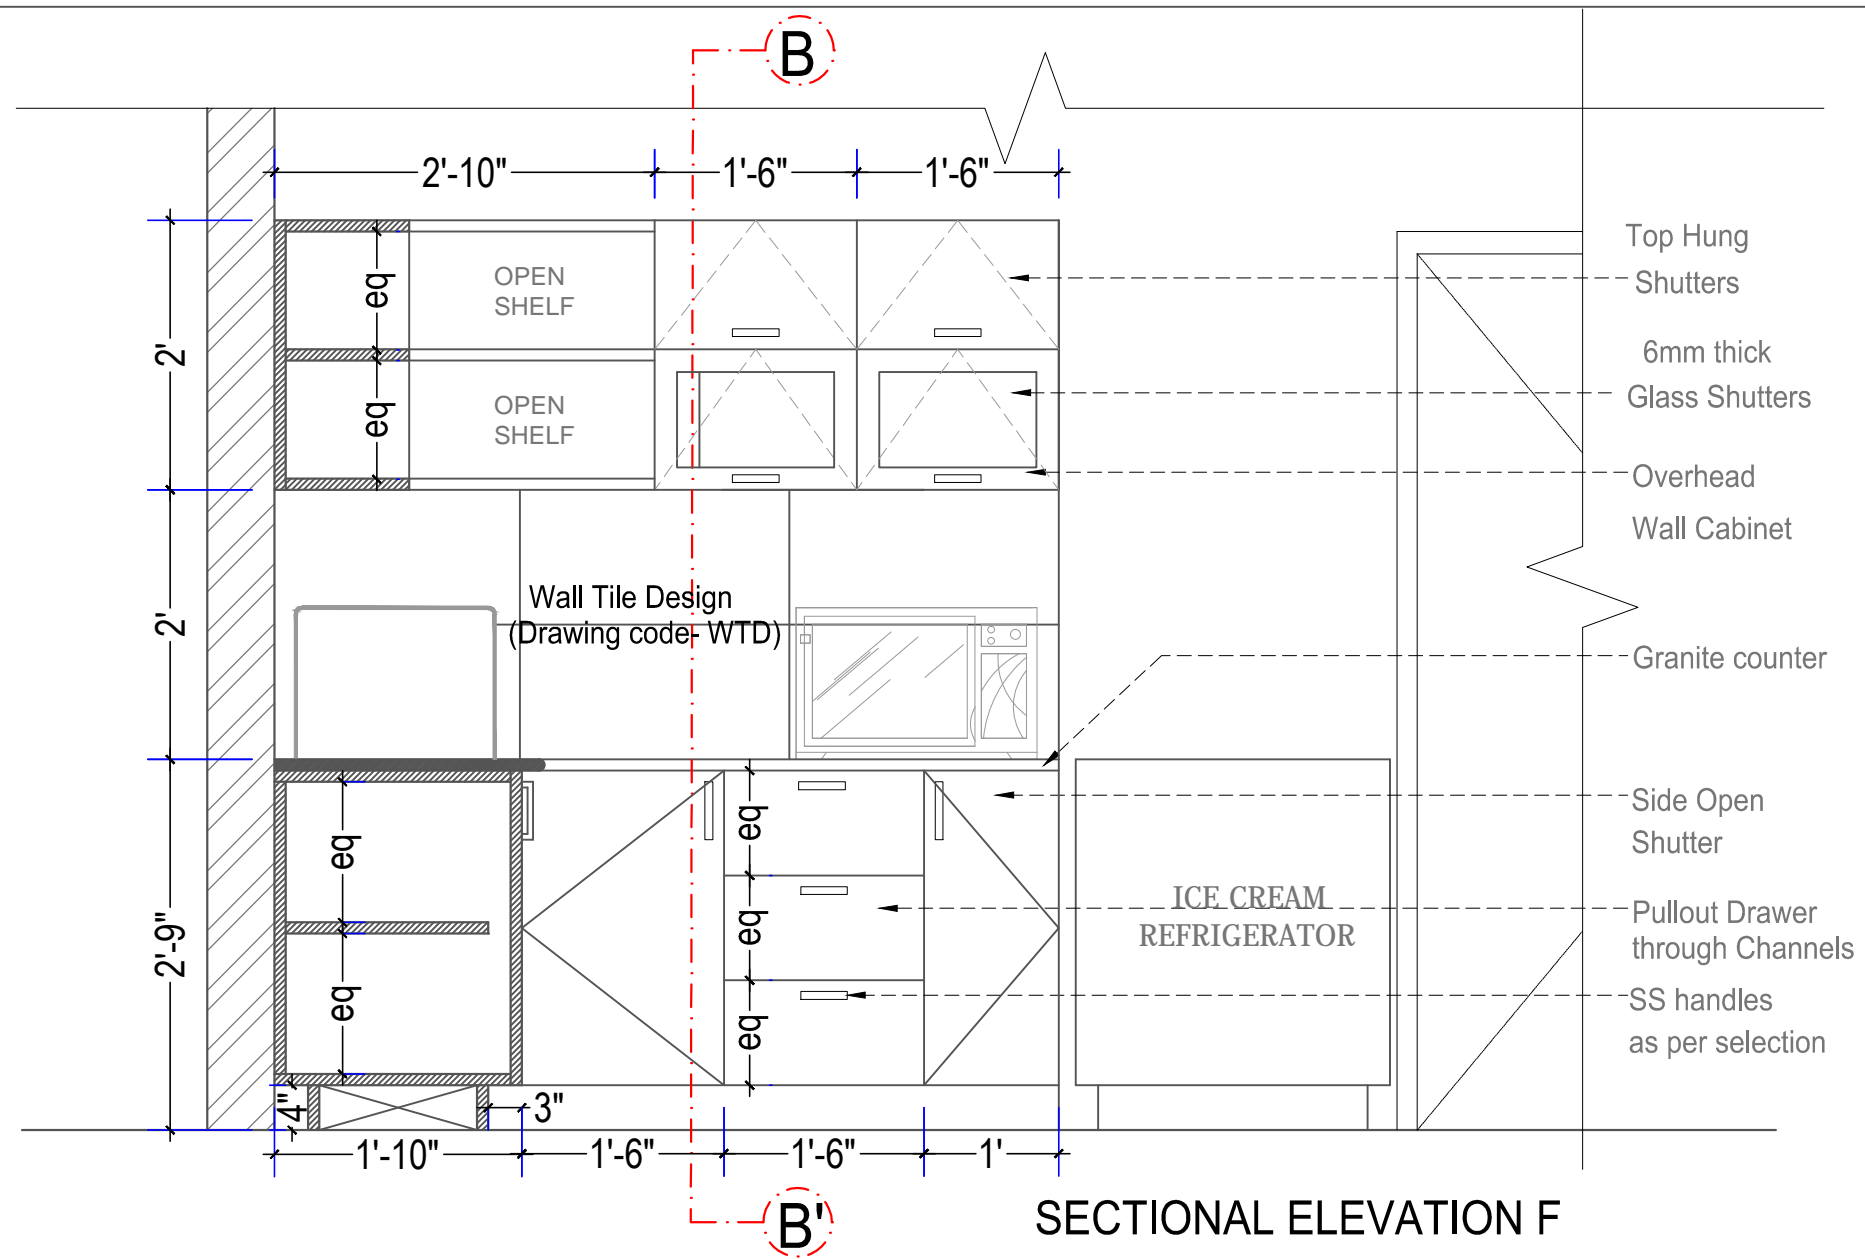 B
2'-10"
1'-6"
1'-6"
2'
eq
OPEN
SHELF
Top Hung
Shutters
6mm thick
Glass Shutters
eq
OPEN
SHELF
Overhead
Wall Cabinet
2'
Wall Tile Design
(Drawing code- WTD)
Granite counter
2'-9"
eq
eq
Side Open
Shutter
eq
ICE CREAM
REFRIGERATOR
Pullout Drawer
through Channels
eq
eq
SS handles
as per selection
4"
3"
1'-10"
1'-6"
1'-6"
1'
B'
SECTIONAL ELEVATION F